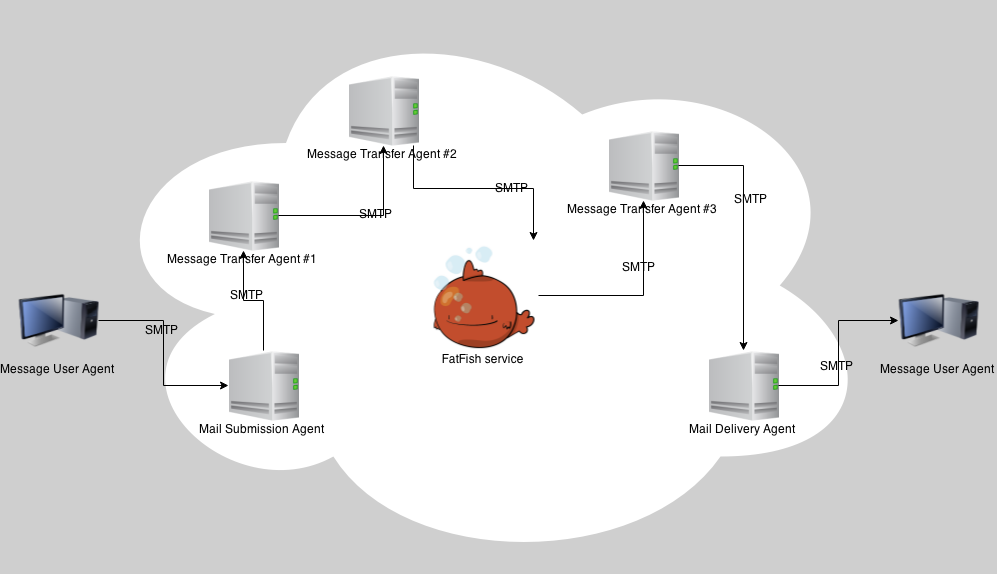 Message Transfer Agent #2
SMTP
Message Transfer Agent #3
SMTP
SMTP
Message Transfer Agent #1
SMTP
SMTP
SMTP
FatFish service
SMTP
Message User Agent
Message User Agent
Mail Submission Agent
Mail Delivery Agent